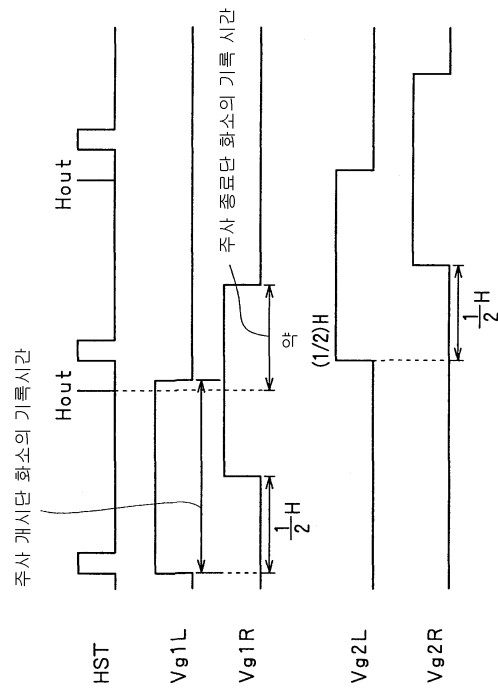 주사 개시단 화소의 기록시간
Hout
Hout
HST
Vg1L
주사 종료단 화소의 기록 시간
Vg1R
1/2 H
약
(1/2)H
Vg2L
Vg2R
1/2 H